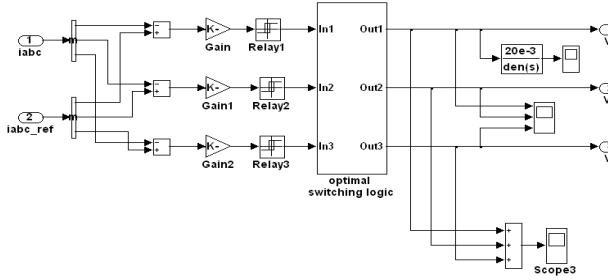 1
iabc
m
2
iabc_ref
m
−
+
−
+
−
+
K-
Gain
K-
Gain1
K-
Gain2
Relay1
Relay2
Relay3
In1
In2
In3
Out1
Out2
Out3
optimal
switching logic
20e-3
den(s)
+
+
+
Scope3